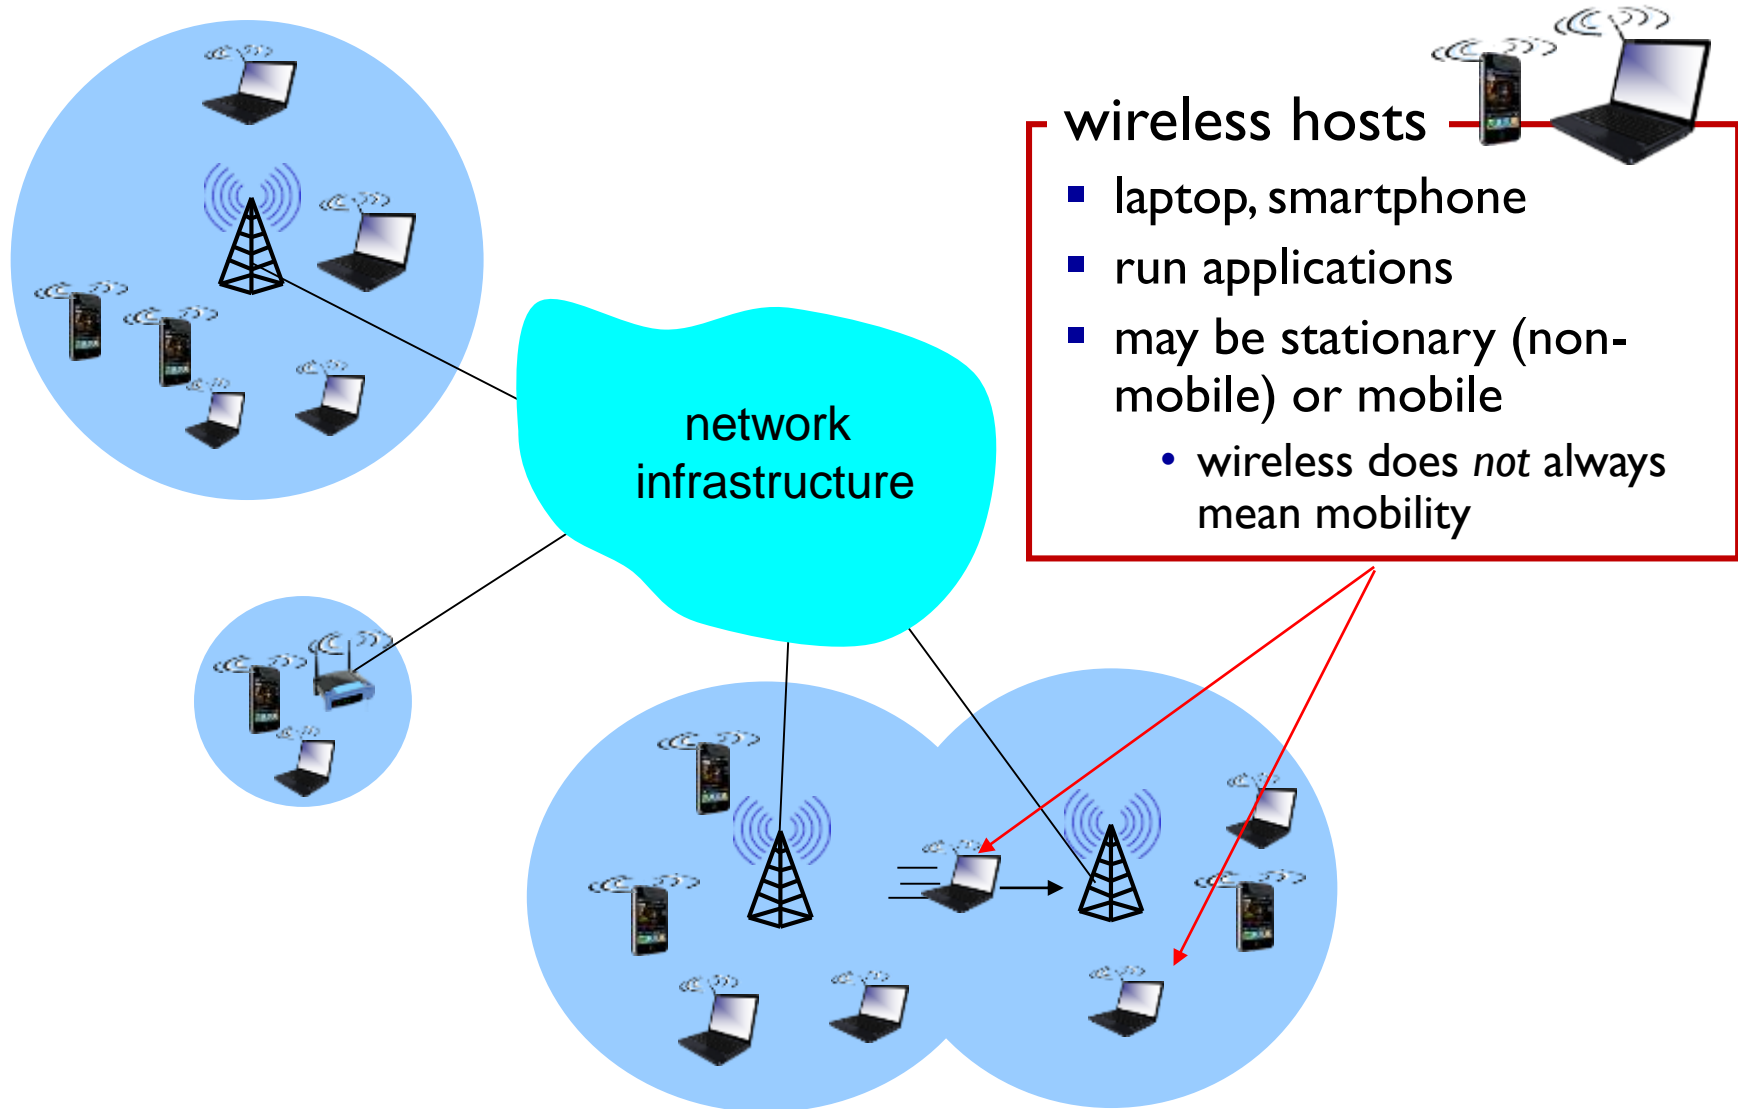 wireless hosts
laptop, smartphone
run applications
may be stationary (non-
mobile) or mobile
wireless does not always
mean mobility
network
infrastructure